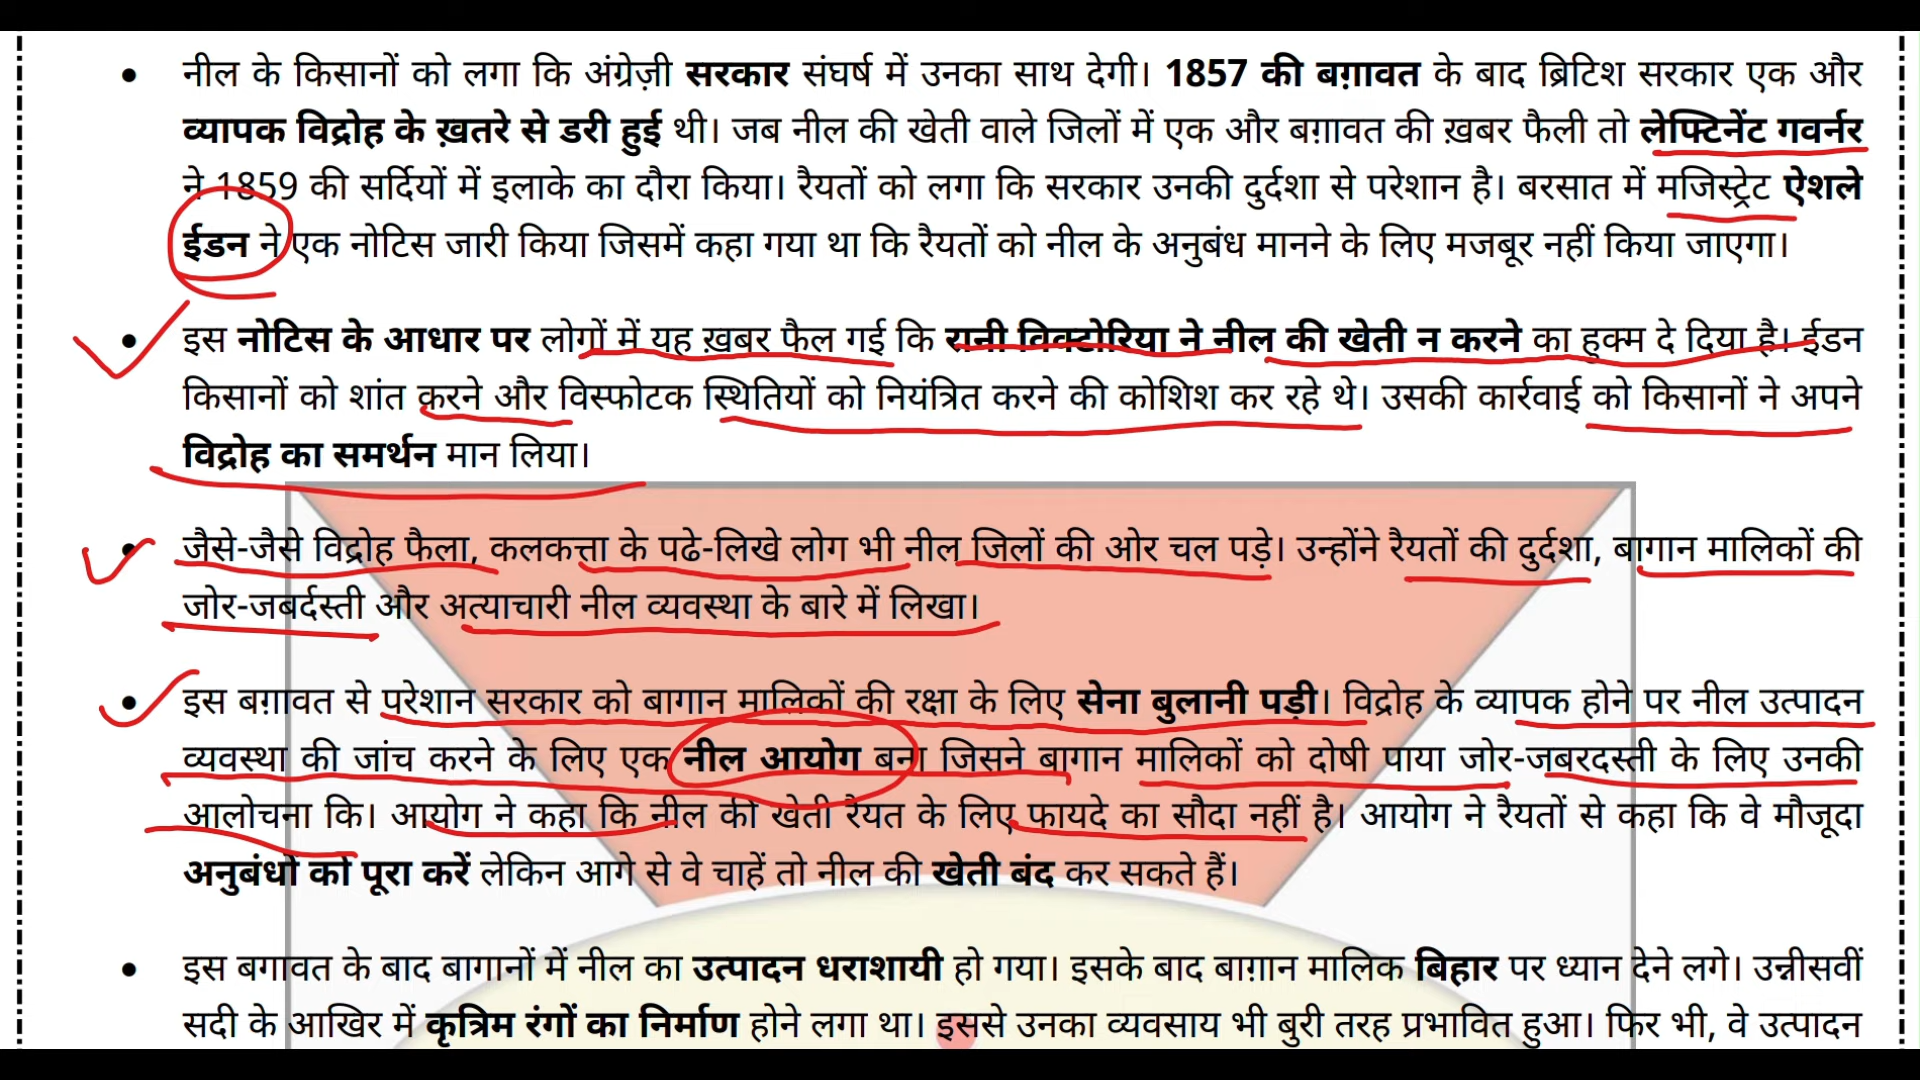 • नील के किसानों को लगा कि अंग्रेज़ी सरकार संघर्ष में उनका साथ देगी। 1857 की बग़ावत के बाद ब्रिटिश सरकार एक और
व्यापक विद्रोह के ख़तरे से डरी हुई थी। जब नील की खेती वाले जिलों में एक और बग़ावत की ख़बर फैली तो लेफ्टिनेंट गवर्नर
ने 1859 की सर्दियों में इलाके का दौरा किया। रैयतों को लगा कि सरकार उनकी दुर्दशा से परेशान है। बरसात में मजिस्ट्रेट ऐशले
ईडन ने एक नोटिस जारी किया जिसमें कहा गया था कि रैयतों को नील के अनुबंध मानने के लिए मजबूर नहीं किया जाएगा।
• इस नोटिस के आधार पर लोगों में यह ख़बर फैल गई कि रानी विक्टोरिया ने नील की खेती न करने का हुक्म दे दिया है। ईडन
किसानों को शांत करने और विस्फोटक स्थितियों को नियंत्रित करने की कोशिश कर रहे थे। उसकी कार्रवाई को किसानों ने अपने
विद्रोह का समर्थन मान लिया।
• जैसे-जैसे विद्रोह फैला, कलकत्ता के पढे-लिखे लोग भी नील जिलों की ओर चल पड़े। उन्होंने रैयतों की दुर्दशा, बागान मालिकों की
जोर-जबर्दस्ती और अत्याचारी नील व्यवस्था के बारे में लिखा।
• इस बग़ावत से परेशान सरकार को बागान मालिकों की रक्षा के लिए सेना बुलानी पड़ी। विद्रोह के व्यापक होने पर नील उत्पादन
व्यवस्था की जांच करने के लिए एक नील आयोग बना जिसने बागान मालिकों को दोषी पाया जोर-जबरदस्ती के लिए उनकी
आलोचना कि। आयोग ने कहा कि नील की खेती रैयत के लिए फायदे का सौदा नहीं है। आयोग ने रैयतों से कहा कि वे मौजूदा
अनुबंधों को पूरा करें लेकिन आगे से वे चाहें तो नील की खेती बंद कर सकते हैं।
• इस बगावत के बाद बागानों में नील का उत्पादन धराशायी हो गया। इसके बाद बाग़ान मालिक बिहार पर ध्यान देने लगे। उन्नीसवीं
सदी के आखिर में कृत्रिम रंगों का निर्माण होने लगा था। इससे उनका व्यवसाय भी बुरी तरह प्रभावित हुआ। फिर भी, वे उत्पादन